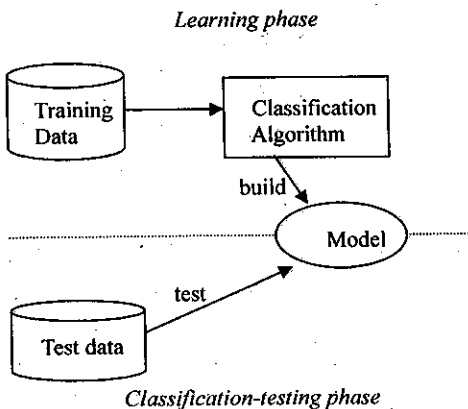 Learning phase
Training
Data
Classification
Algorithm
build
Model
test
Test data
Classification-testing phase